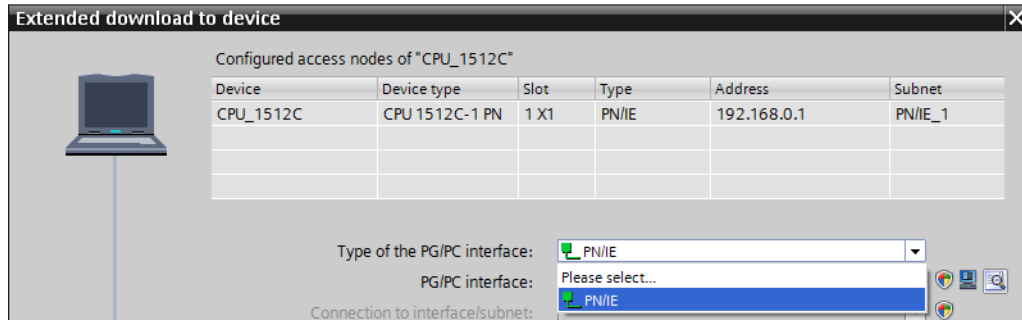 Extended download to device
Configured access nodes of "CPU_1512C"
Device Device type Slot Type Address Subnet
CPU_1512C CPU 1512C-1 PN 1 X1 PN/IE 192.168.0.1 PN/IE_1
Type of the PG/PC interface: PN/IE
PG/PC interface: Please select...
PN/IE
Connection to interface/subnet: